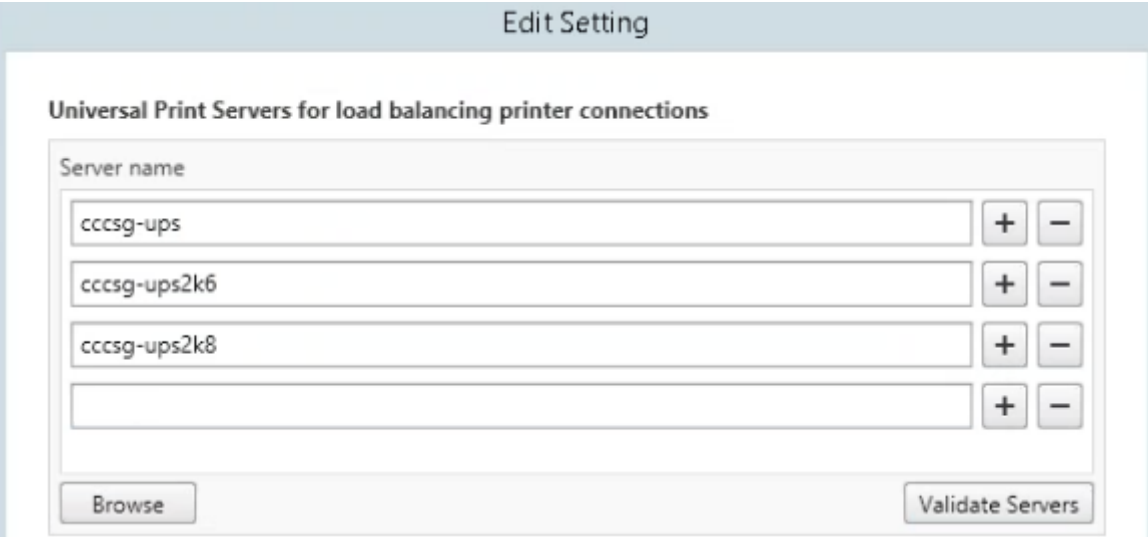 Edit Setting
Universal Print Servers for load balancing printer connections
Server name
cccsg-ups + −
cccsg-ups2k6 + −
cccsg-ups2k8 + −
+ −
Browse Validate Servers